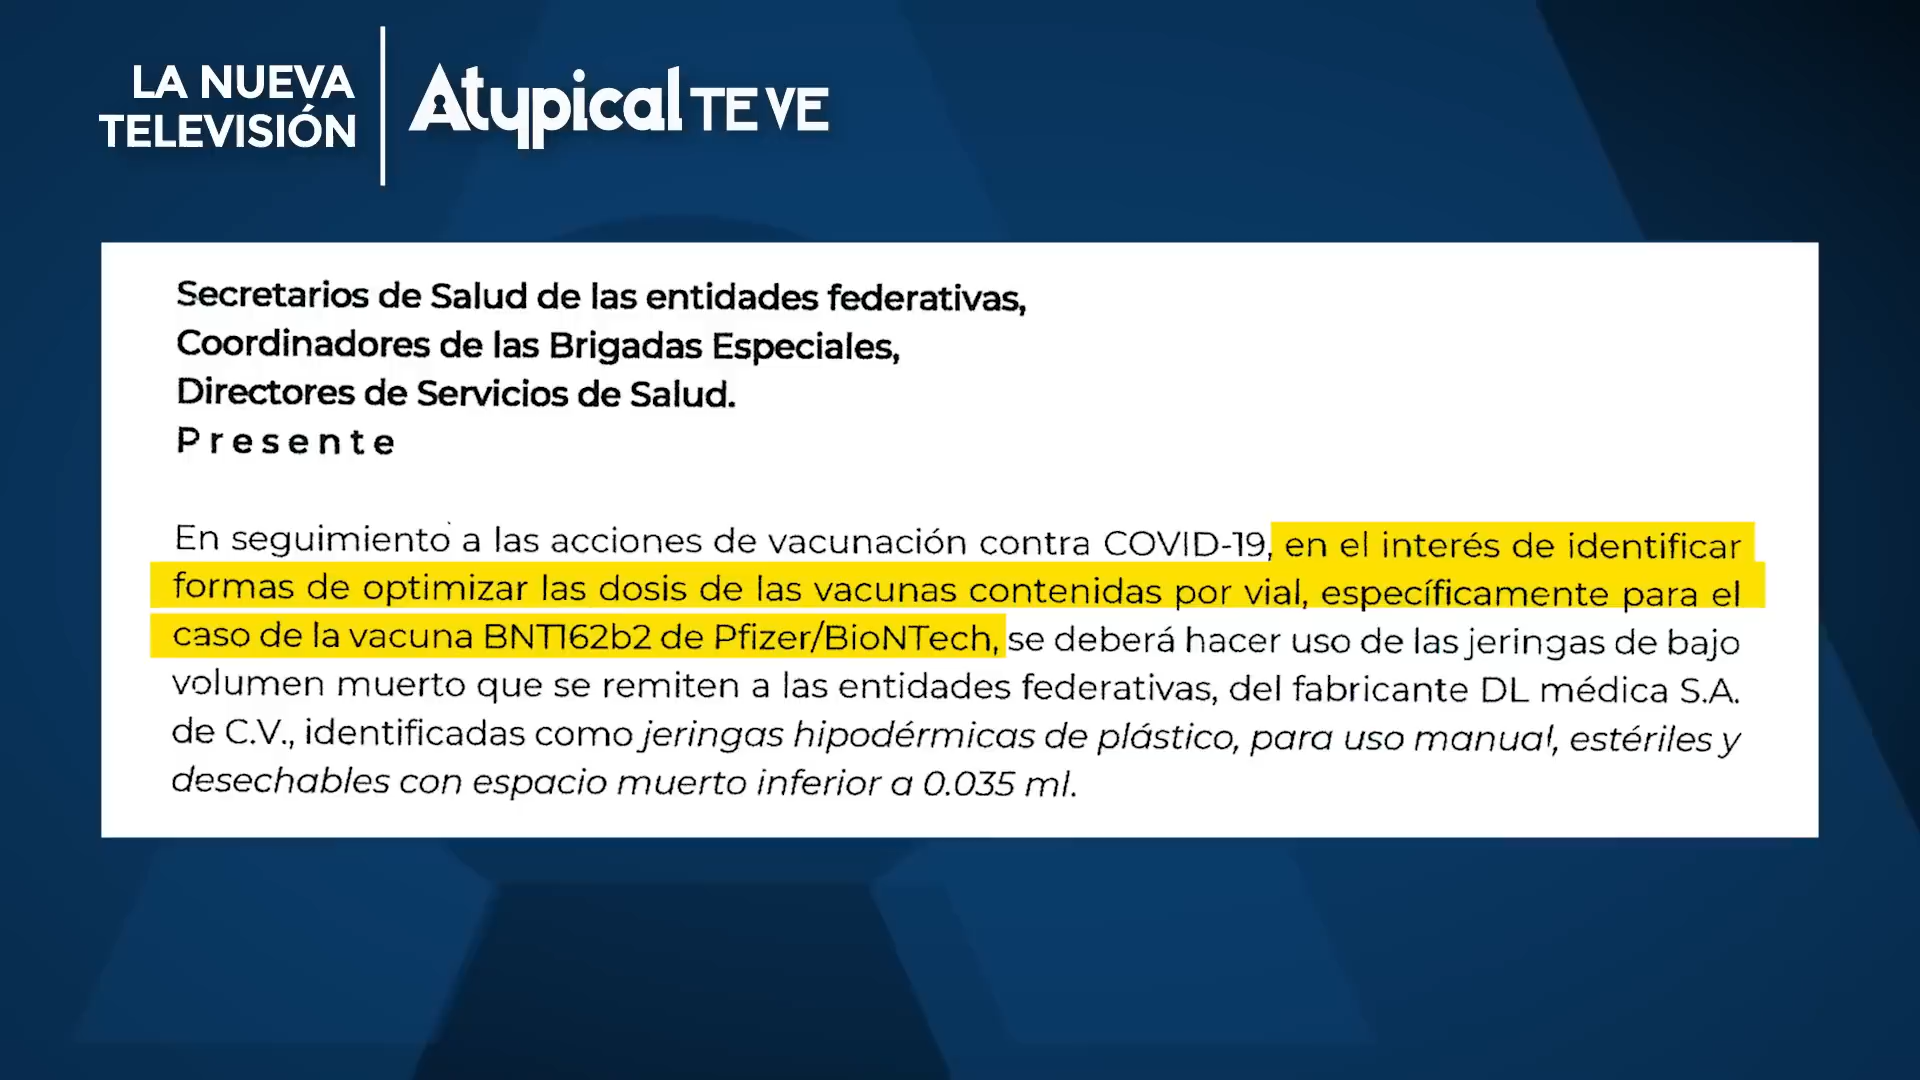 LA NUEVA
TELEVISIÓN
Atypical TE VE
Secretarios de Salud de las entidades federativas,
Coordinadores de las Brigadas Especiales,
Directores de Servicios de Salud.
Presente
En seguimiento a las acciones de vacunación contra COVID-19, en el interés de identificar
formas de optimizar las dosis de las vacunas contenidas por vial, específicamente para el
caso de la vacuna BNT162b2 de Pfizer/BioNTech, se deberá hacer uso de las jeringas de bajo
volumen muerto que se remiten a las entidades federativas, del fabricante DL médica S.A.
de C.V., identificadas como jeringas hipodérmicas de plástico, para uso manual, estériles y
desechables con espacio muerto inferior a 0.035 ml.